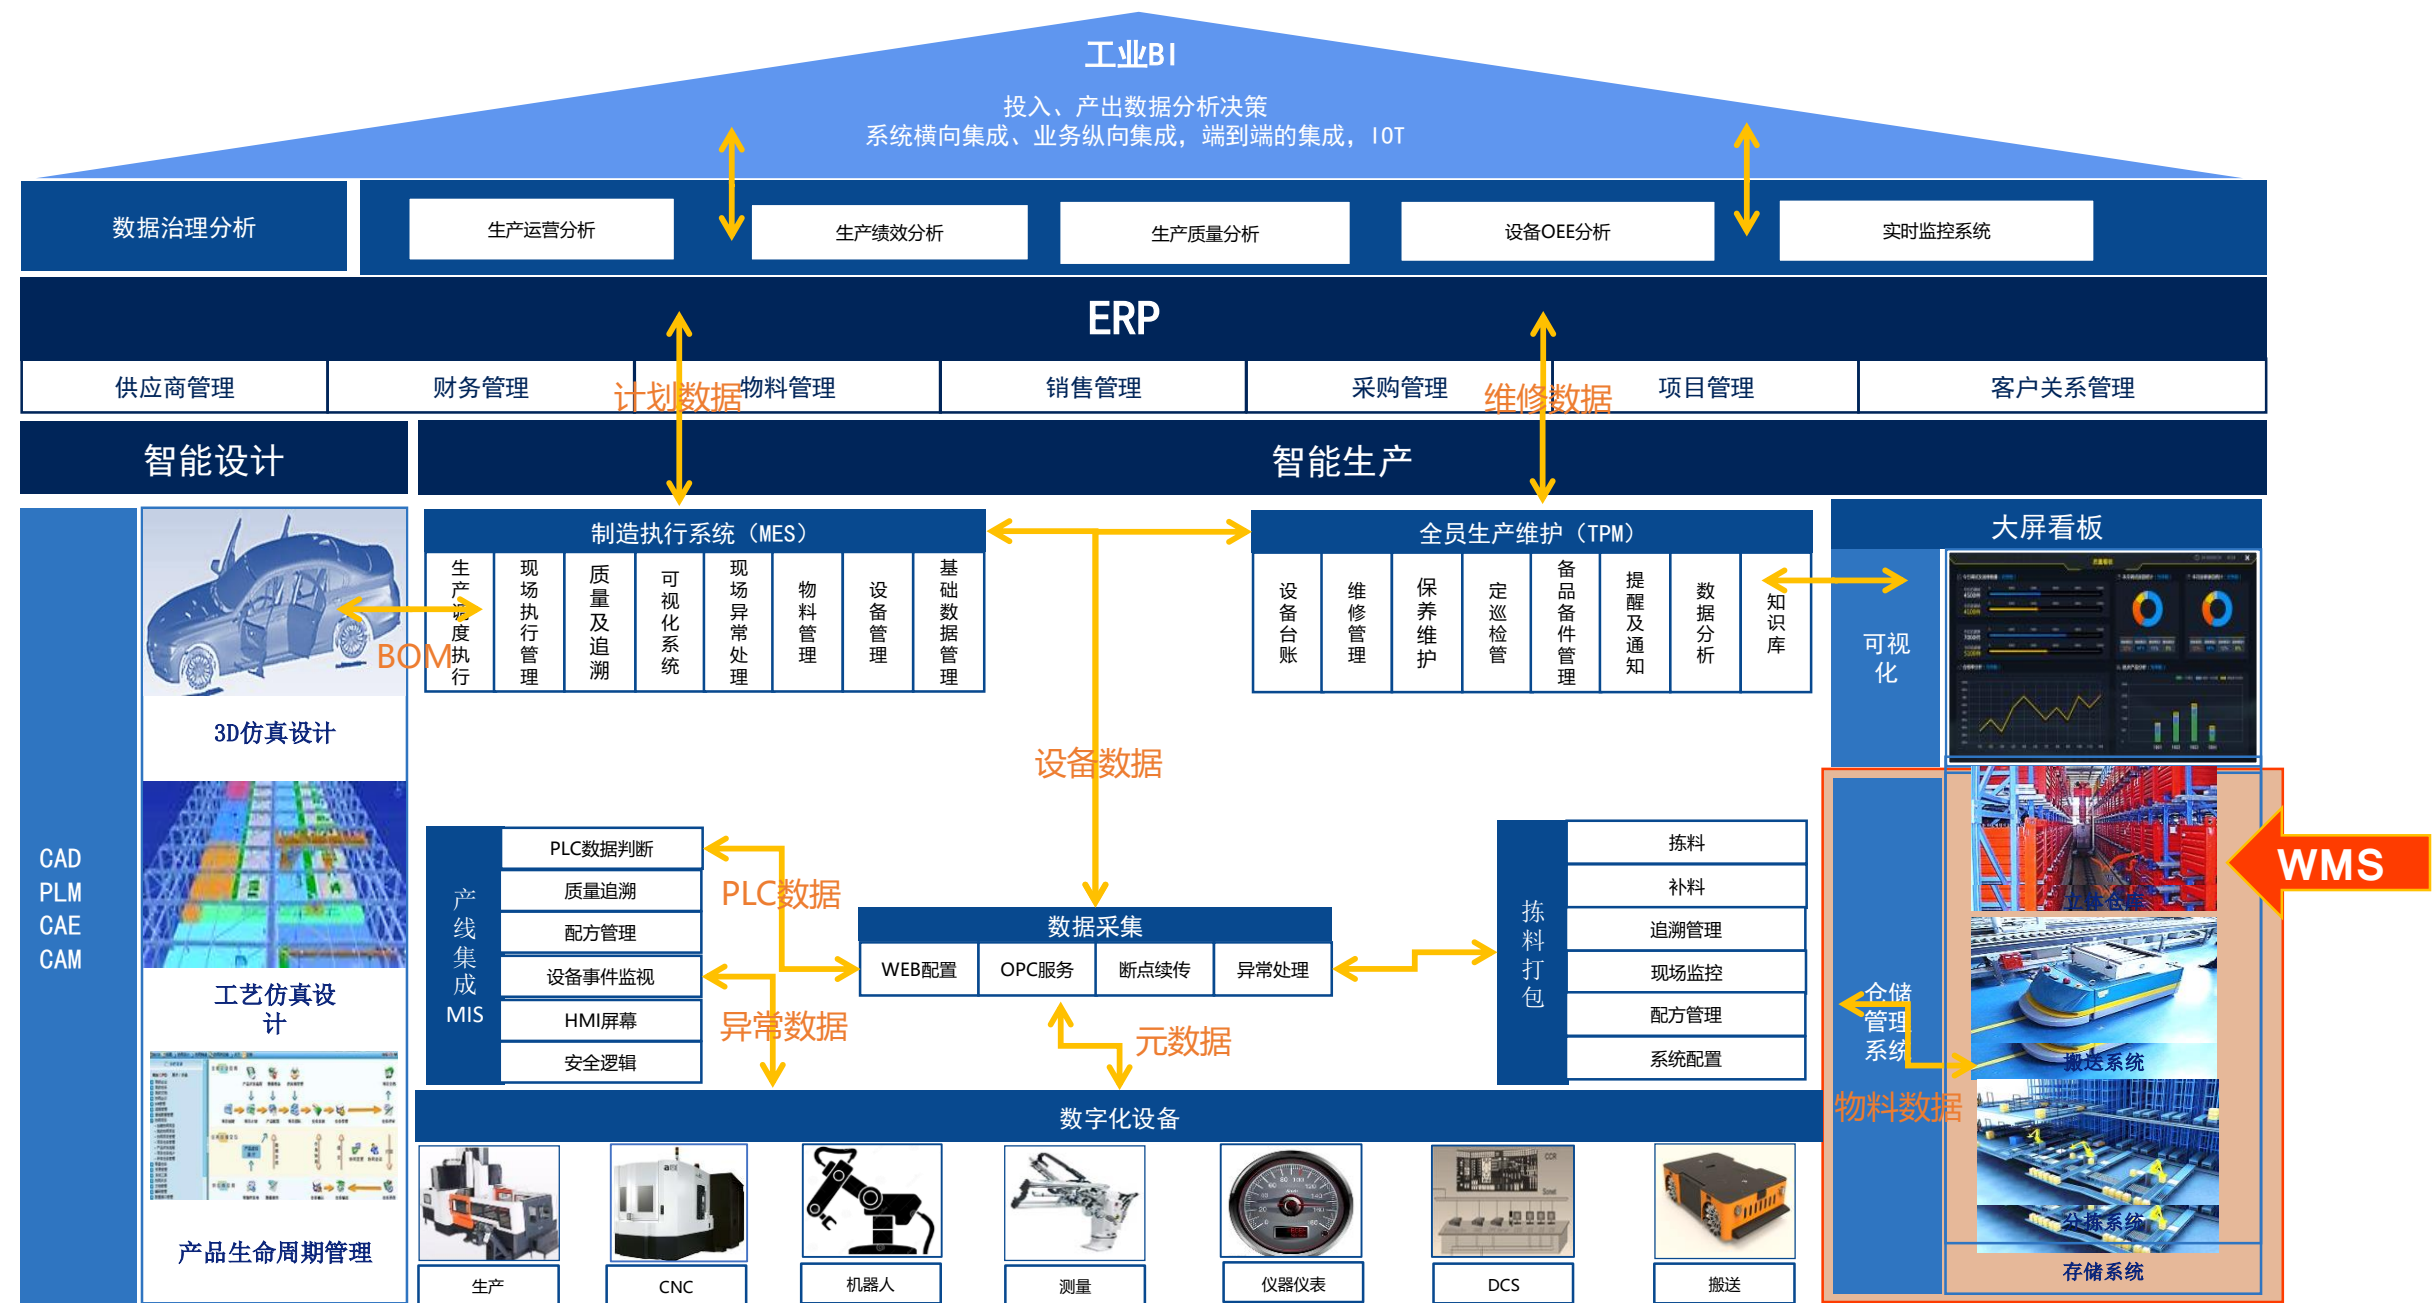 工业BI
投入、产出数据分析决策
系统横向集成、业务纵向集成，端到端的集成，IOT
数据治理分析
生产运营分析
生产绩效分析
生产质量分析
设备OEE分析
实时监控系统
ERP
供应商管理
财务管理
物料管理
销售管理
采购管理
项目管理
客户关系管理
计划数据
维修数据
智能设计
智能生产
CAD
PLM
CAE
CAM
3D仿真设计
工艺仿真设
计
产品生命周期管理
BOM
制造执行系统（MES）
生产调度执行
现场执行管理
质量及追溯
可视化系统
现场异常处理
物料管理
设备管理
基础数据管理
全员生产维护（TPM）
设备台账
维修管理
保养维护
定巡检管
备品备件管理
提醒及通知
数据分析
知识库
大屏看板
可视
化
设备数据
产线集成
MIS
PLC数据判断
质量追溯
配方管理
设备事件监视
HMI屏幕
安全逻辑
PLC数据
异常数据
数据采集
WEB配置
OPC服务
断点续传
异常处理
元数据
拣料打包
拣料
补料
追溯管理
现场监控
配方管理
系统配置
仓储
管理
系统
物料数据
WMS
立体仓库
搬送系统
分拣系统
存储系统
数字化设备
生产
CNC
机器人
测量
仪器仪表
DCS
搬送